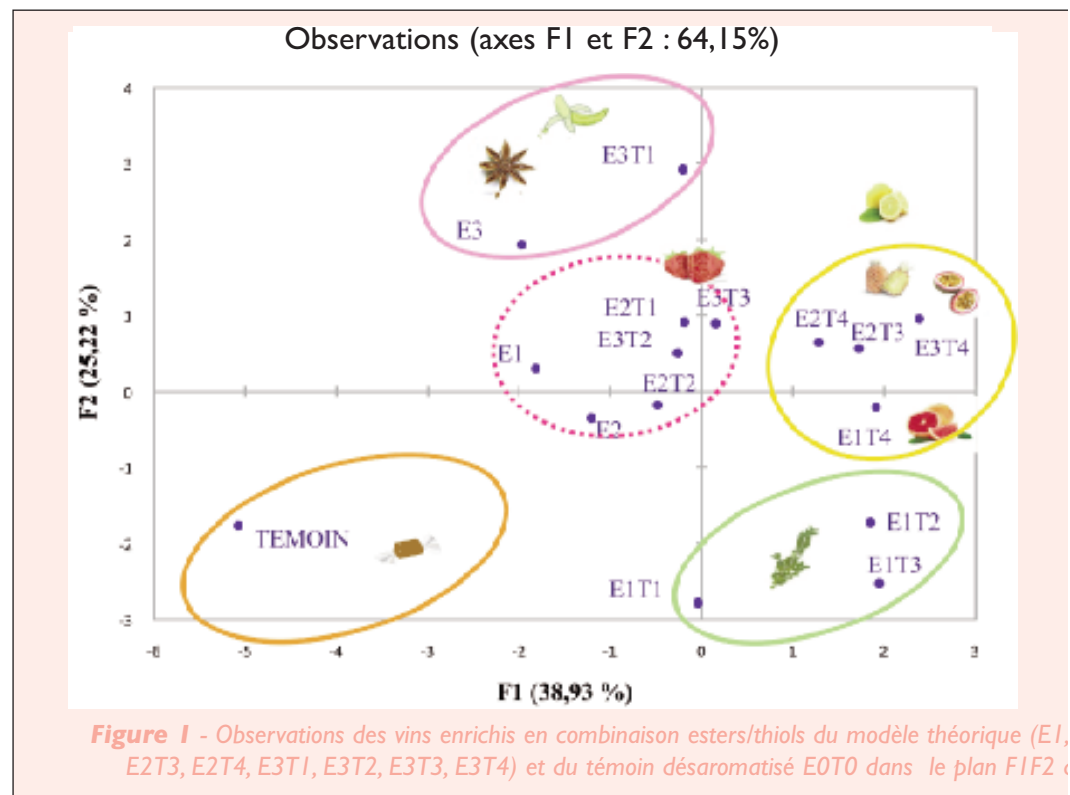 Observations (axes F1 et F2 : 64,15%)
4
3
2
1
0
-1
-2
-3
F2 (25,22 %)
E3T1
E3
E2T1
E3T3
E3T2
E1
E2T2
E2
E2T4
E2T3
E3T4
E1T4
TEMOIN
E1T2
E1T3
E1T1
-6 -5 -4 -3 -2 -1 0 1 2 3
F1 (38,93 %)
Figure 1 - Observations des vins enrichis en combinaison esters/thiols du modèle théorique (E1,
E2T3, E2T4, E3T1, E3T2, E3T3, E3T4) et du témoin désaromatisé E0T0 dans le plan F1F2